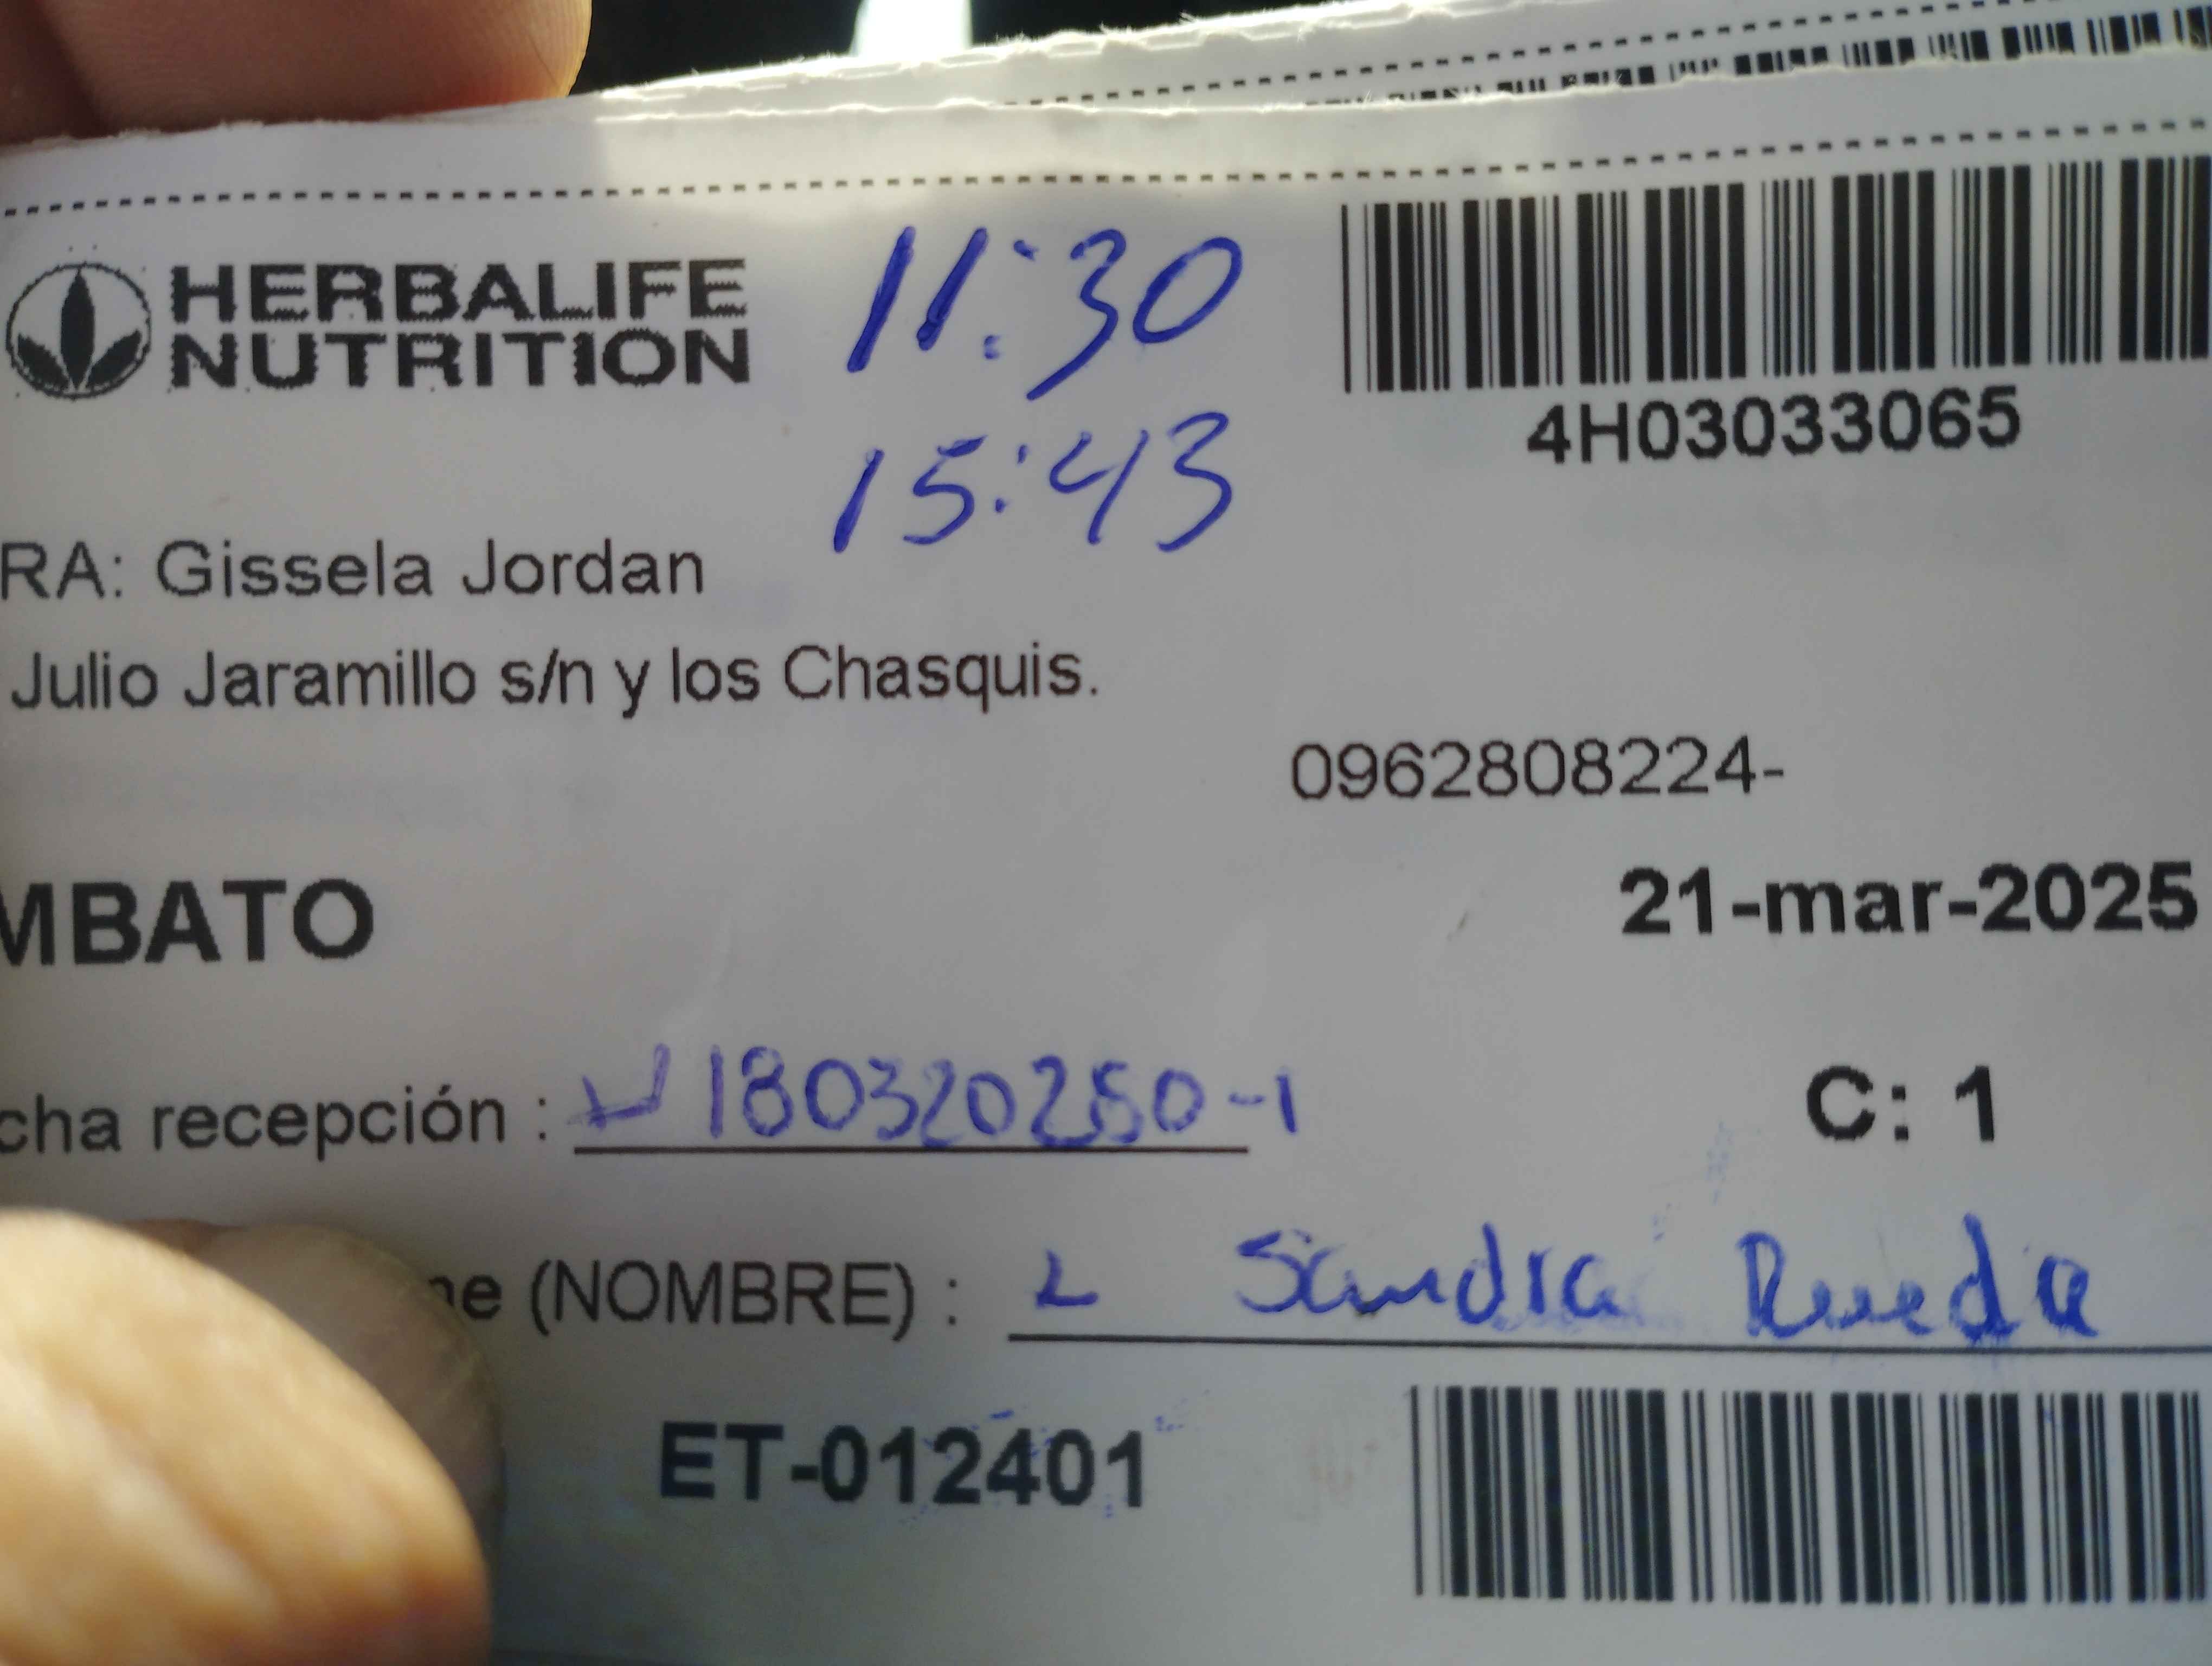 HERBALIFE
NUTRITION
11:30
15:43
4H03033065
RA: Gissela Jordan
Julio Jaramillo s/n y los Chasquis.
0962808224-
MBATO
21-mar-2025
cha recepción : 180320250-1
C: 1
ne (NOMBRE) : Sandra Rueda
ET-012401